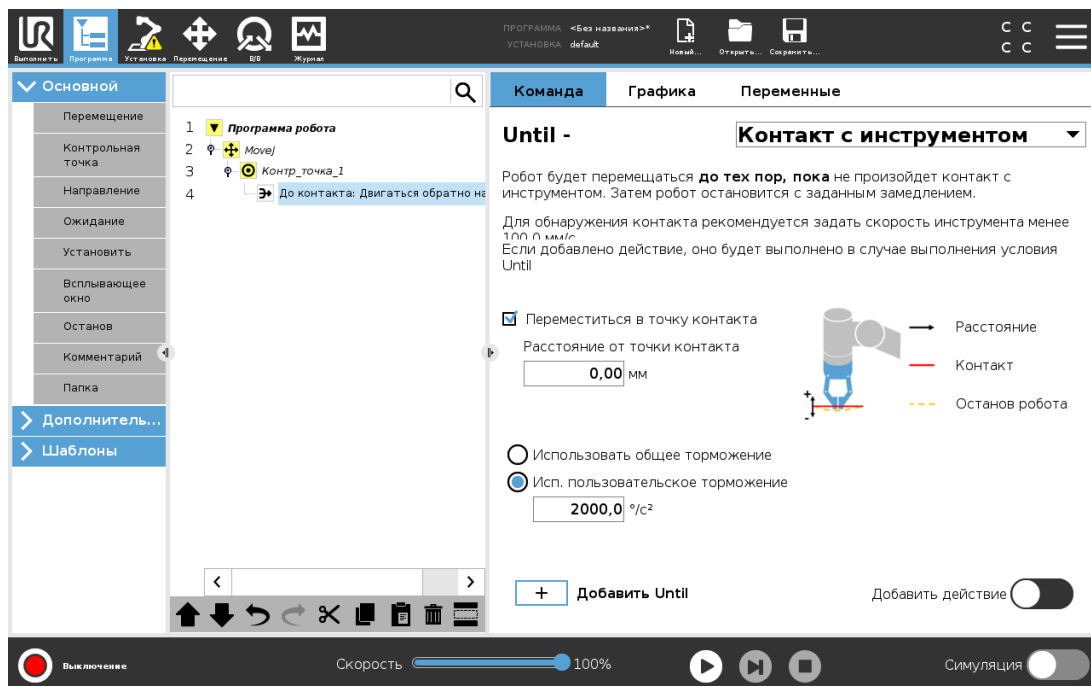 ПРОГРАММА <Без названия>*
УСТАНОВКА default
UR
Выполнить Программа Установка Перемещение В/В Журнал
Новый... Открыть... Сохранить...
C C
C C
Основной
Перемещение
Контрольная
точка
Направление
Ожидание
Установить
Всплывающее
окно
Останов
Комментарий
Папка
Дополнитель...
Шаблоны
1 Программа робота
2 MoveJ
3 Контр_точка_1
4 До контакта: Двигаться обратно на
Команда Графика Переменные
Until - Контакт с инструментом
Робот будет перемещаться до тех пор, пока не произойдет контакт с
инструментом. Затем робот остановится с заданным замедлением.
Для обнаружения контакта рекомендуется задать скорость инструмента менее
100,0 мм/с
Если добавлено действие, оно будет выполнено в случае выполнения условия
Until
Переместиться в точку контакта
Расстояние от точки контакта
0,00 мм
+
-
Расстояние
Контакт
Останов робота
Использовать общее торможение
Исп. пользовательское торможение
2000,0 °/с²
+ Добавить Until
Добавить действие
Выключение
Скорость 100%
Симуляция